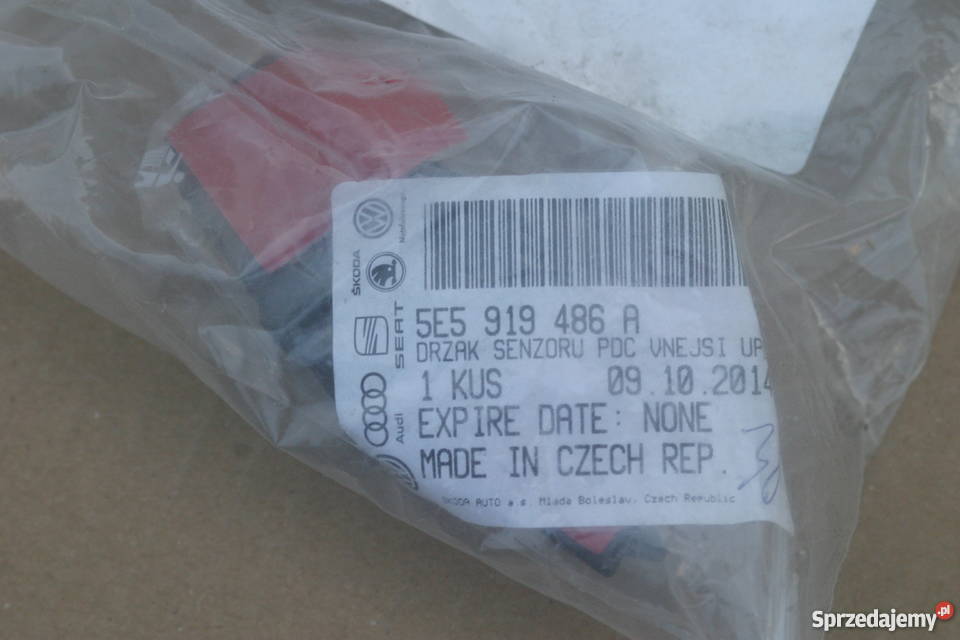 5E5 919 486 A
DRZAK SENZORU PDC VNEJSI UP
1 KUS 09.10.2014
EXPIRE DATE: NONE
MADE IN CZECH REP.
ŠKODA AUTO a.s. Mlada Boleslav, Czech Republic
ŠKODA
SEAT
Audi
Sprzedajemy.pl